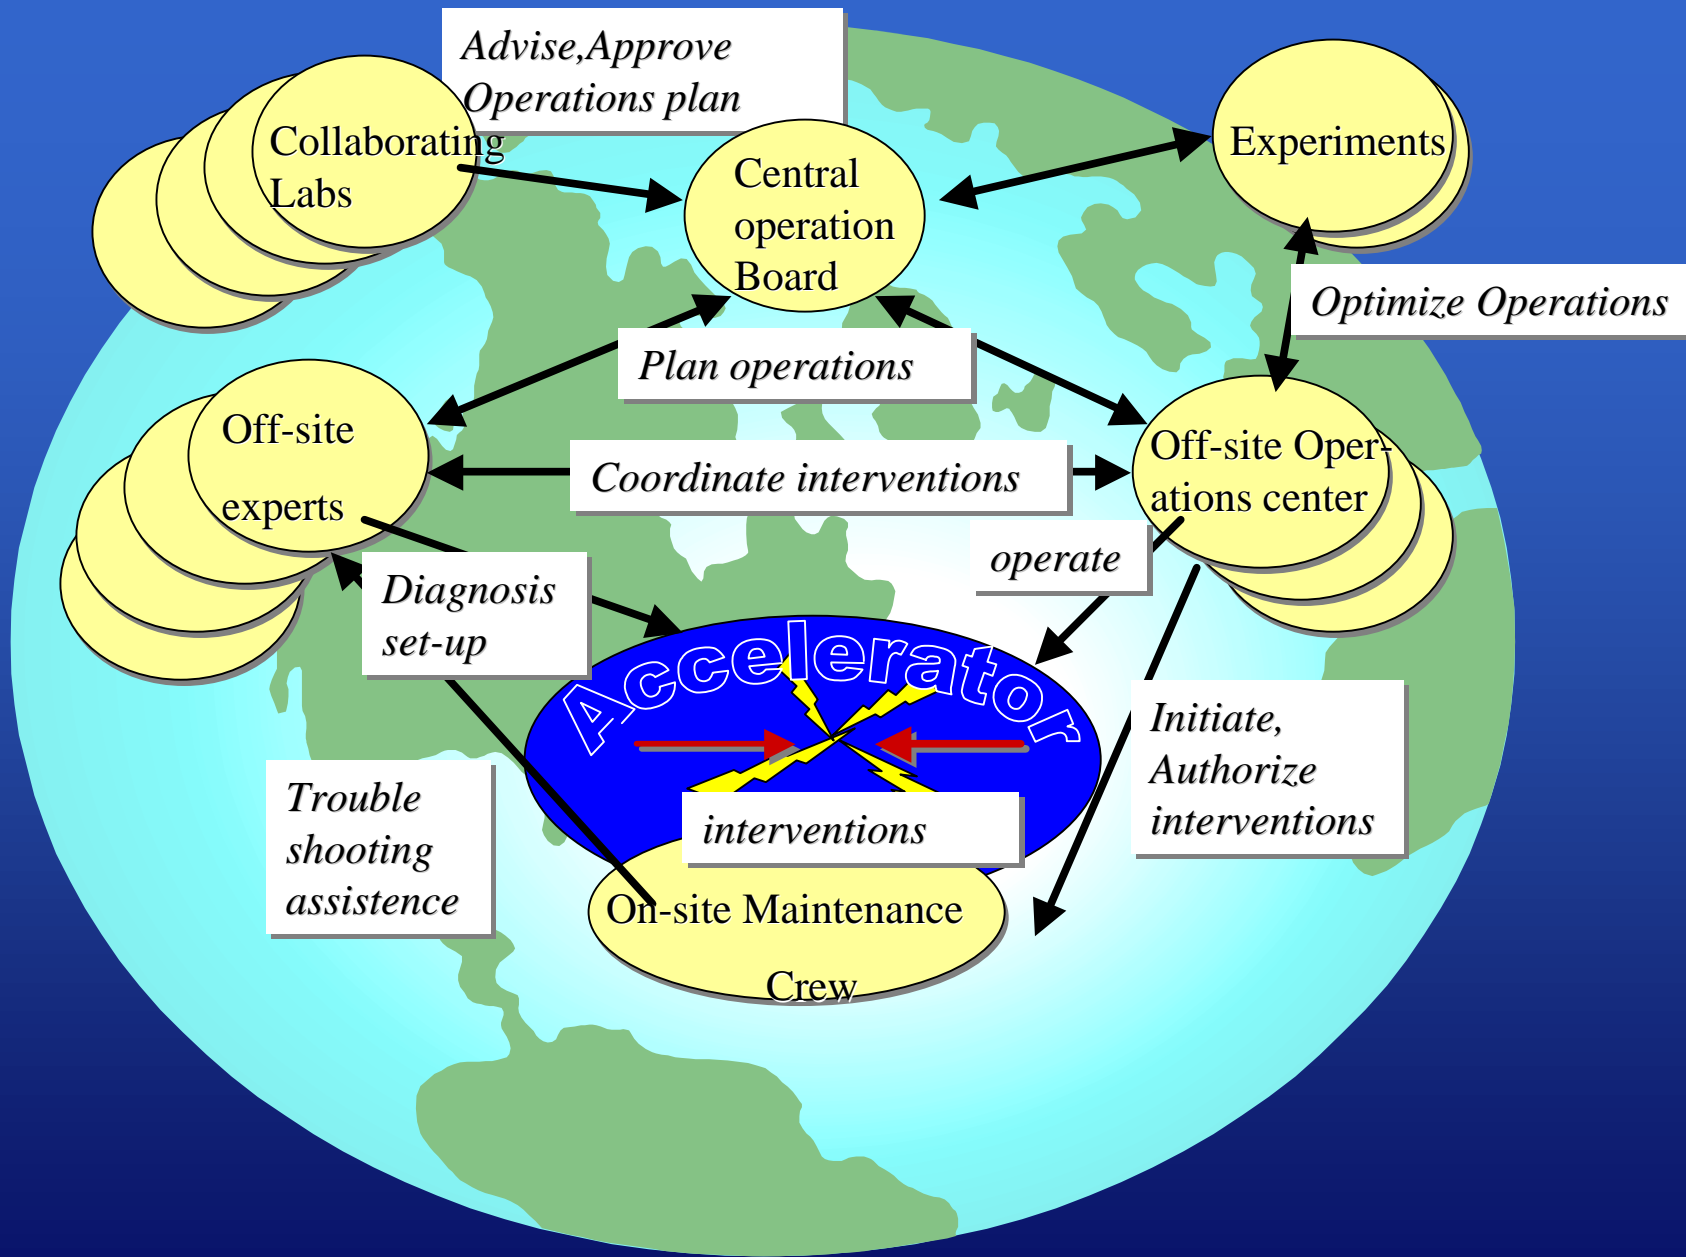 Advise,Approve
Operations plan
Collaborating
Labs
Central
operation
Board
Experiments
Optimize Operations
Plan operations
Off-site
experts
Coordinate interventions
Off-site Oper-
ations center
operate
Diagnosis
set-up
Accelerator
Initiate,
Authorize
interventions
Trouble
shooting
assistence
interventions
On-site Maintenance
Crew